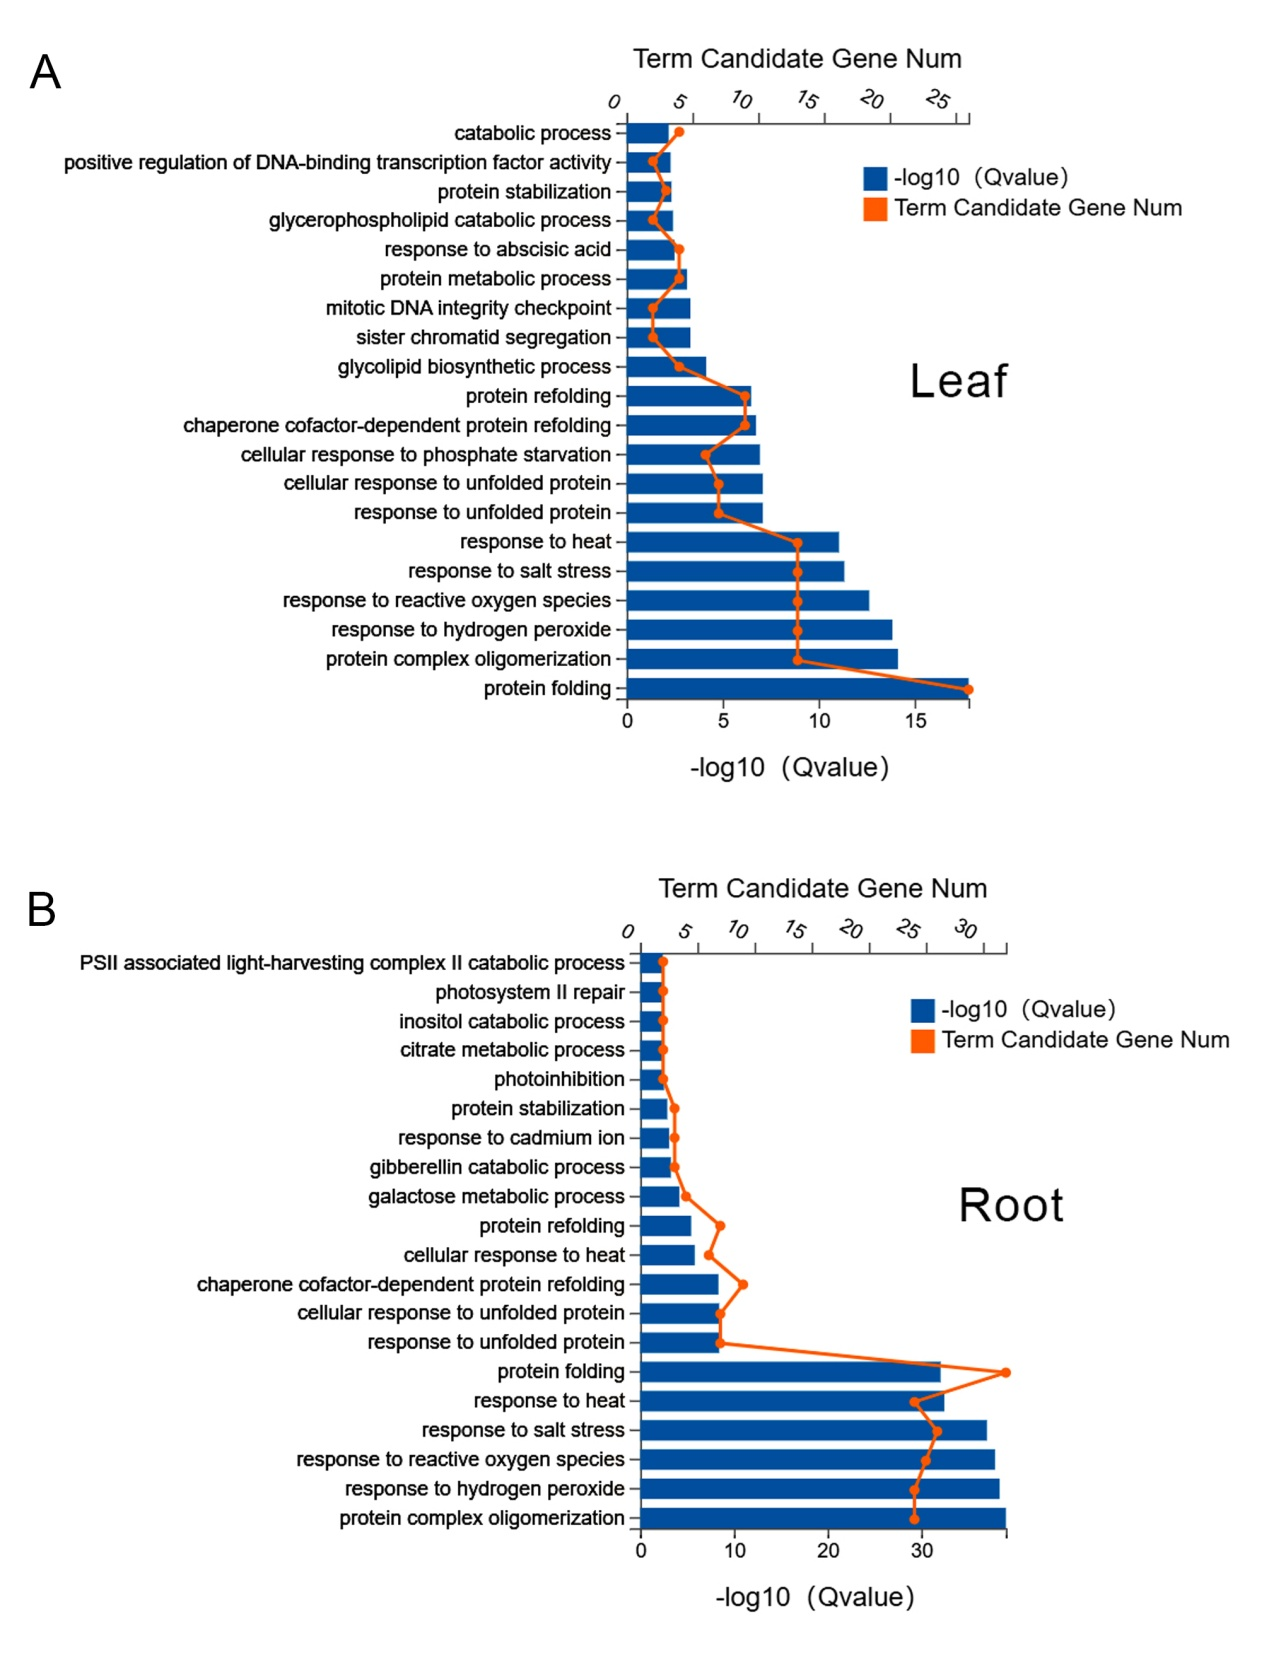 A
Term Candidate Gene Num
0 5 10 15 20 25
catabolic process
positive regulation of DNA-binding transcription factor activity
-log10（Qvalue）
protein stabilization
Term Candidate Gene Num
glycerophospholipid catabolic process
response to abscisic acid
protein metabolic process
mitotic DNA integrity checkpoint
sister chromatid segregation
glycolipid biosynthetic process
Leaf
protein refolding
chaperone cofactor-dependent protein refolding
cellular response to phosphate starvation
cellular response to unfolded protein
response to unfolded protein
response to heat
response to salt stress
response to reactive oxygen species
response to hydrogen peroxide
protein complex oligomerization
protein folding
0 5 10 15
-log10（Qvalue）
B
Term Candidate Gene Num
0 5 10 15 20 25 30
PSII associated light-harvesting complex II catabolic process
photosystem II repair
-log10（Qvalue）
inositol catabolic process
Term Candidate Gene Num
citrate metabolic process
photoinhibition
protein stabilization
response to cadmium ion
gibberellin catabolic process
galactose metabolic process
Root
protein refolding
cellular response to heat
chaperone cofactor-dependent protein refolding
cellular response to unfolded protein
response to unfolded protein
protein folding
response to heat
response to salt stress
response to reactive oxygen species
response to hydrogen peroxide
protein complex oligomerization
0 10 20 30
-log10（Qvalue）